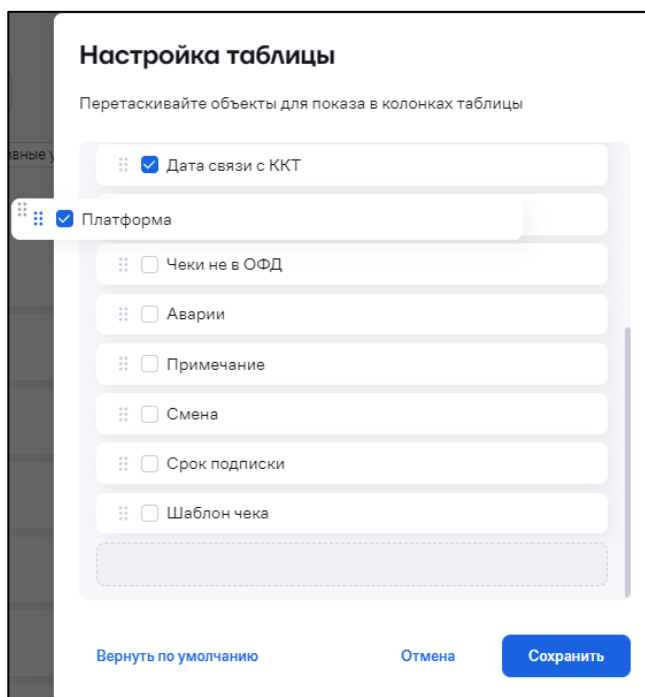 Настройка таблицы
Перетаскивайте объекты для показа в колонках таблицы
Дата связи с ККТ
Платформа
Чеки не в ОФД
Аварии
Примечание
Смена
Срок подписки
Шаблон чека
Вернуть по умолчанию
Отмена
Сохранить